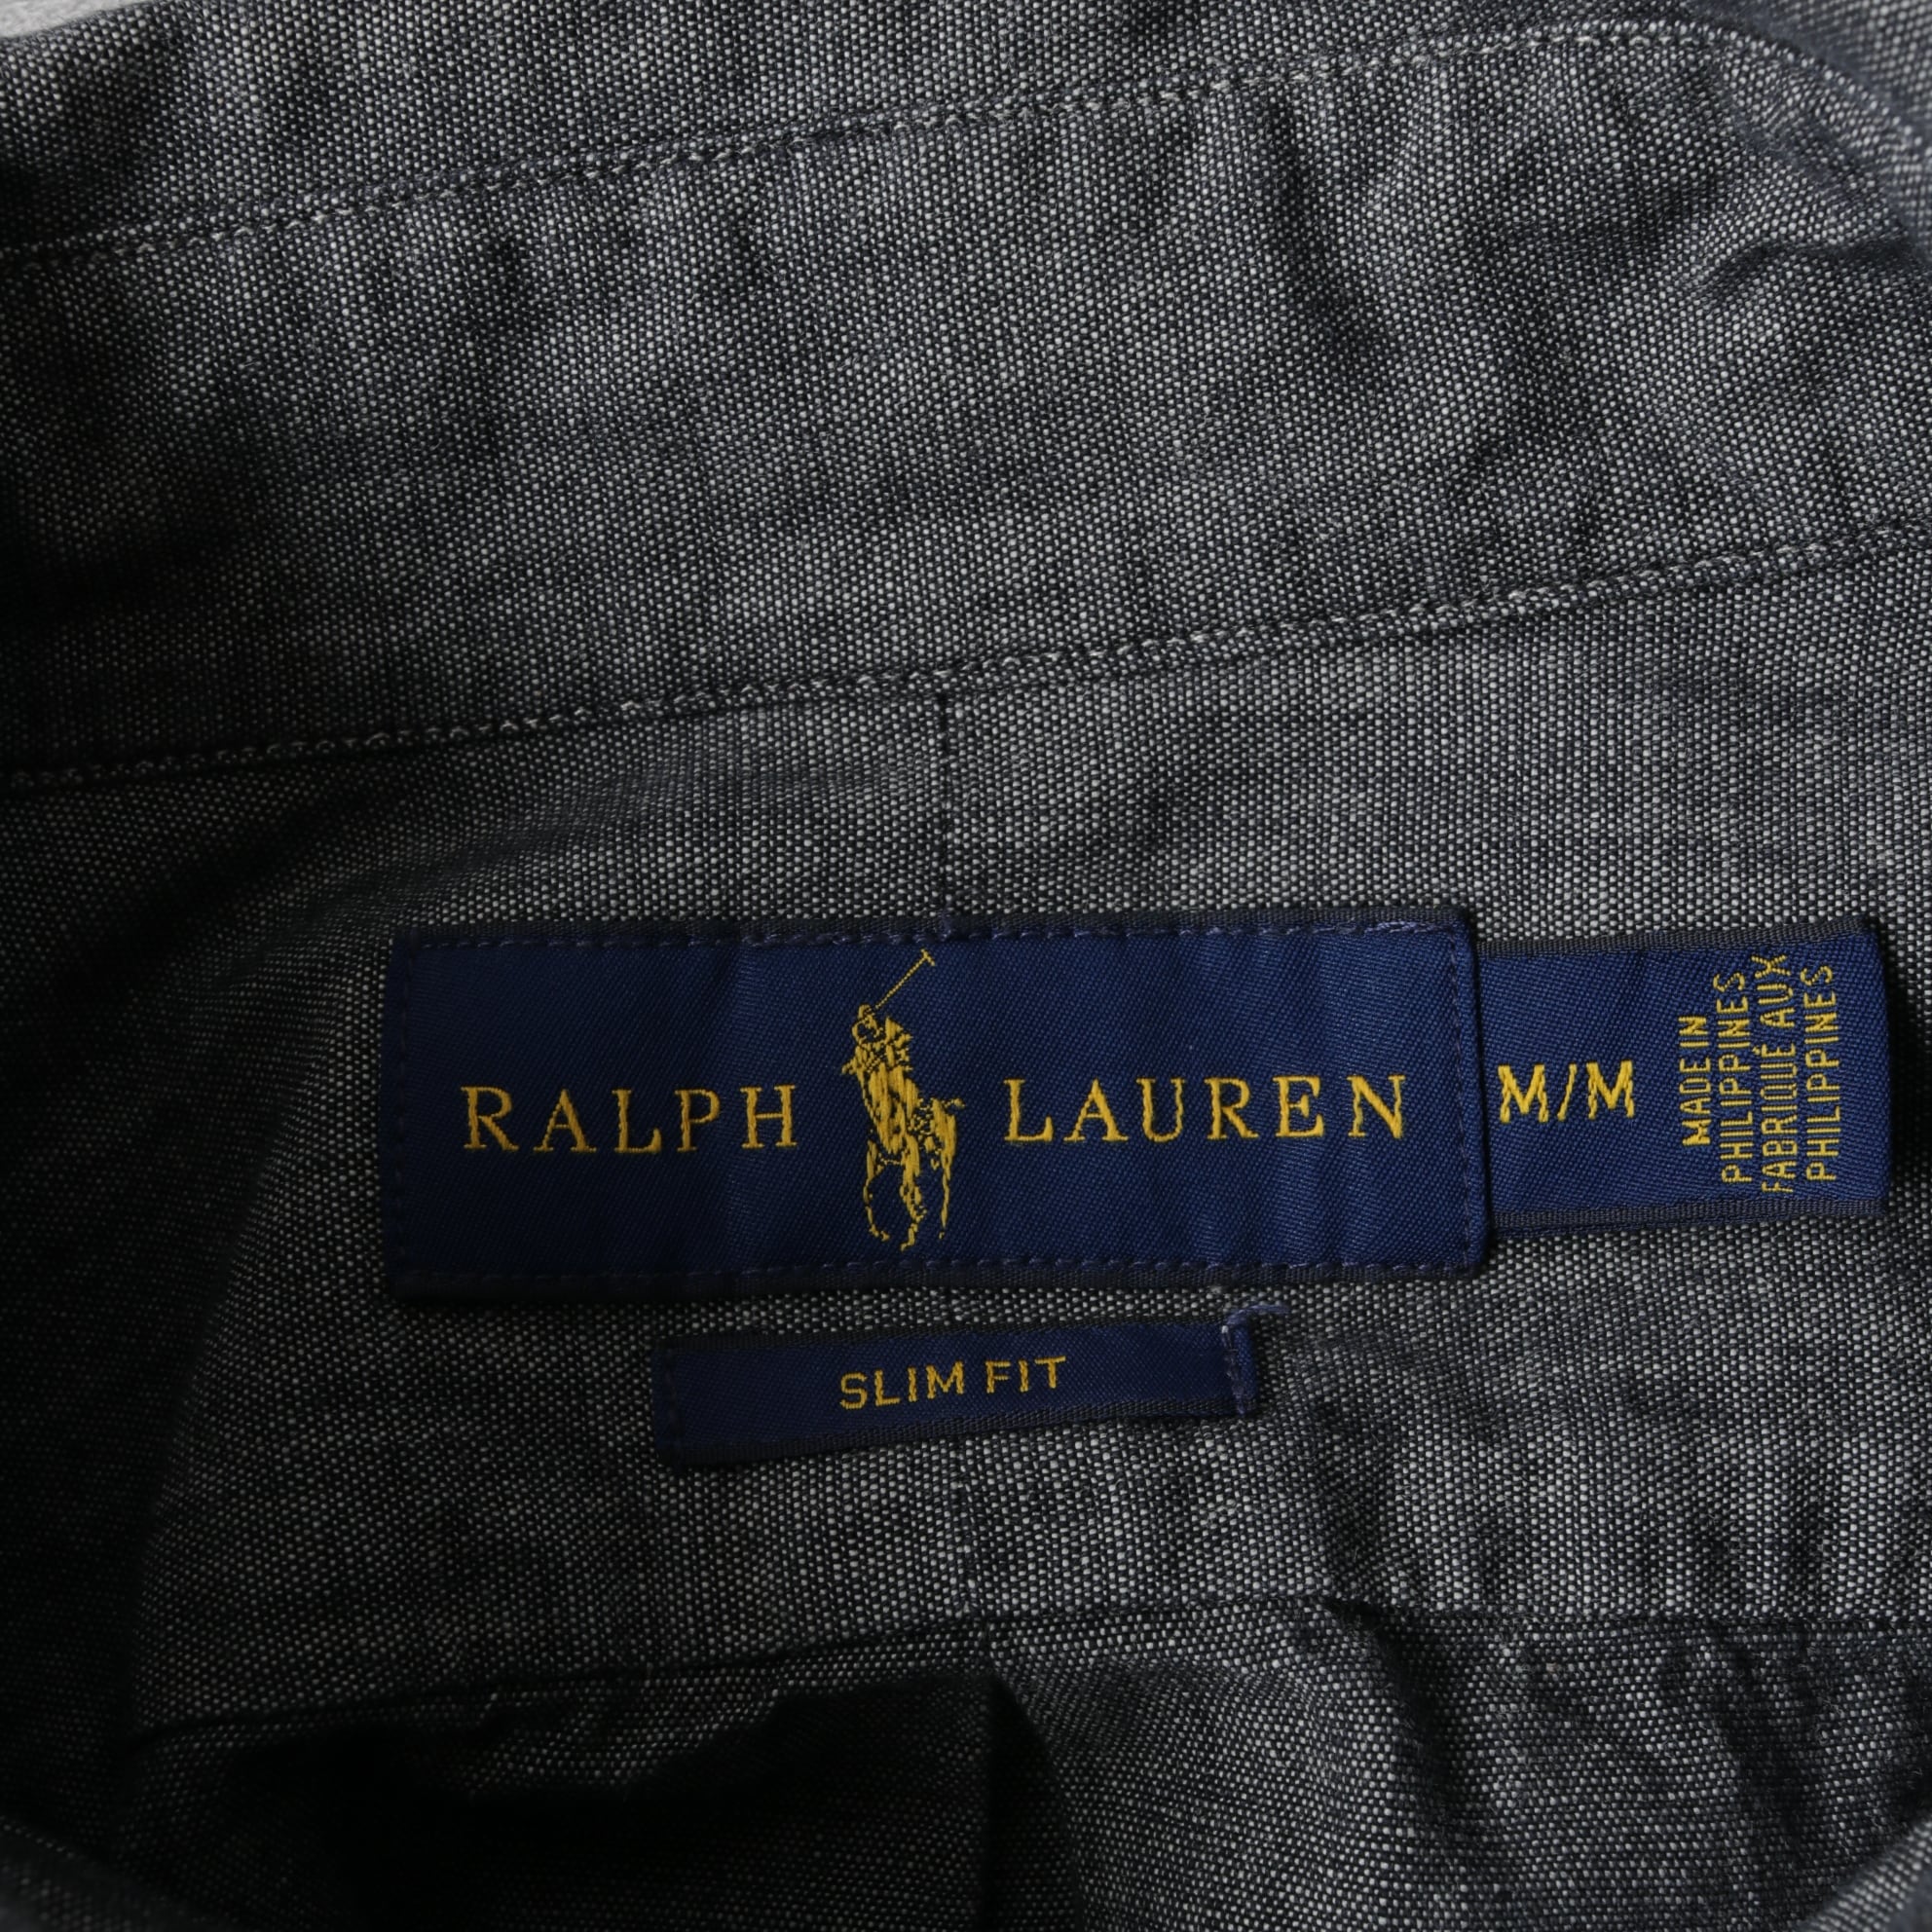 RALPH LAUREN
M/M
MADE IN
PHILIPPINES
FABRIQUÉ AUX
PHILIPPINES
SLIM FIT